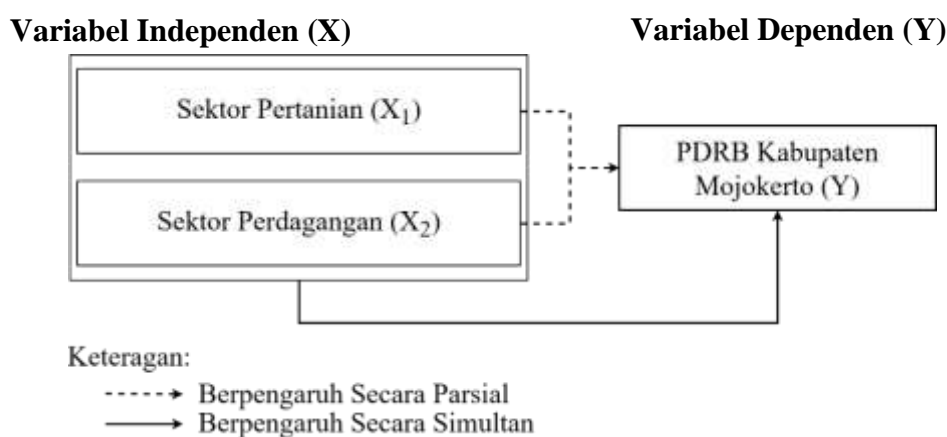 Variabel Independen (X)
Variabel Dependen (Y)
Sektor Pertanian (X₁)
PDRB Kabupaten
Mojokerto (Y)
Sektor Perdagangan (X₂)
Keteragan:
Berpengaruh Secara Parsial
Berpengaruh Secara Simultan